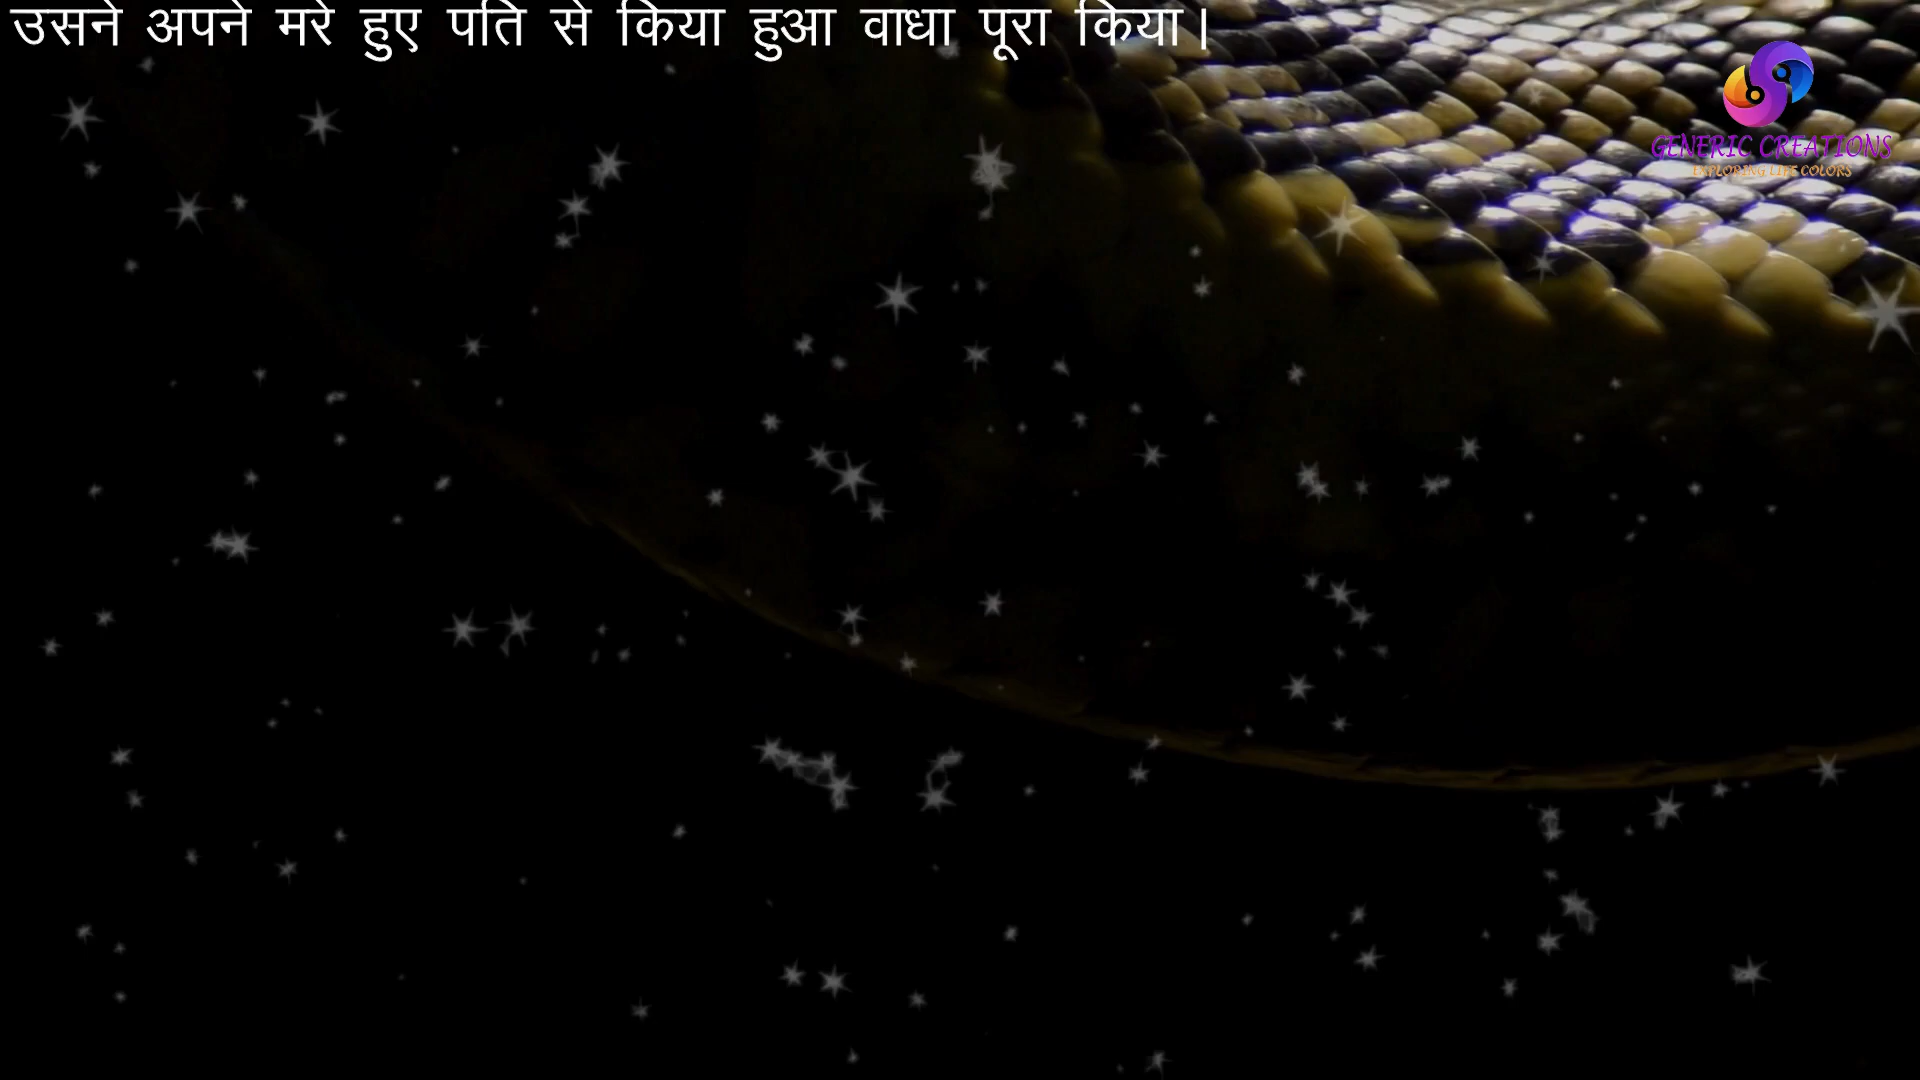 उसने अपने मरे हुए पति से किया हुआ वाधा पूरा किया।
GENERIC CREATIONS
EXPLORING LIFE COLORS